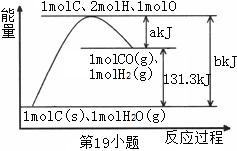 能量
1molC、2molH、1molO
akJ
1molCO(g)、
1molH₂(g)
131.3kJ
bkJ
1molC(s)、1molH₂O(g)
第19小题
反应过程